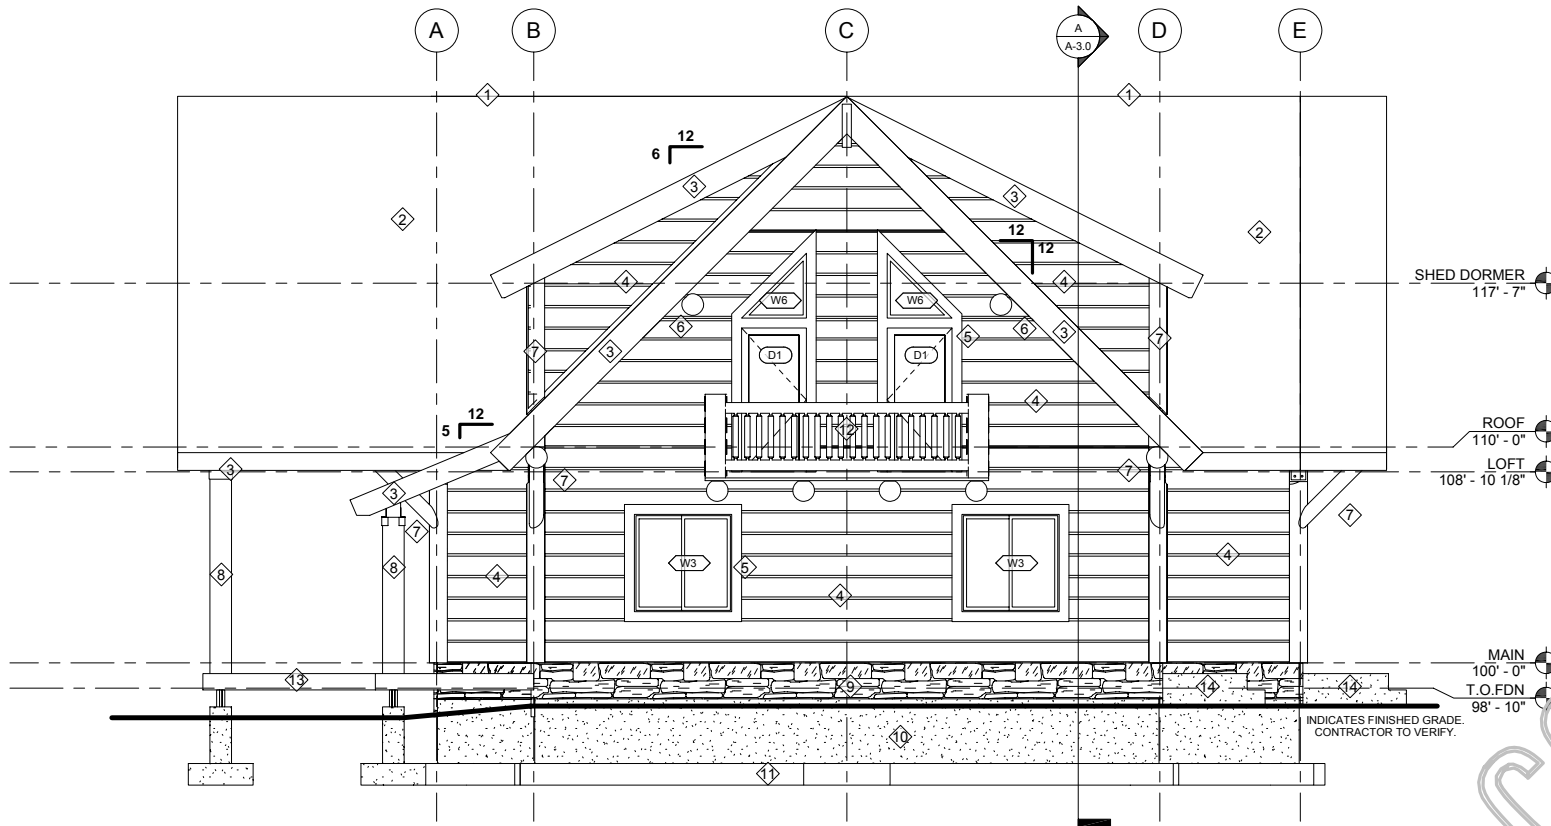 A B C A D E
A-3.0
1 1
12
6
3 3
2 2
12
12
4 4
SHED DORMER
117' - 7"
W6 W6
6 5 6 3
7 3 D1 D1 7
4
12
5
12
ROOF
110' - 0"
3 7 7
LOFT
108' - 10 1/8"
3
7 7
8 8 4 W3 5 W3 4
4
MAIN
100' - 0"
13 9 14 14
T.O.FDN
98' - 10"
INDICATES FINISHED GRADE.
CONTRACTOR TO VERIFY.
10
11